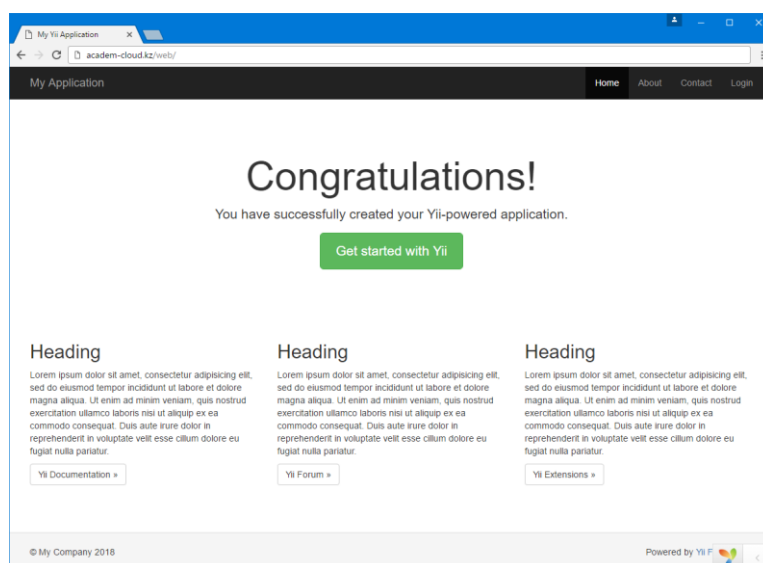 My Yii Application
academ-cloud.kz/web/
My Application Home About Contact Login
Congratulations!
You have successfully created your Yii-powered application.
Get started with Yii
Heading
Lorem ipsum dolor sit amet, consectetur adipisicing elit,
sed do eiusmod tempor incididunt ut labore et dolore
magna aliqua. Ut enim ad minim veniam, quis nostrud
exercitation ullamco laboris nisi ut aliquip ex ea
commodo consequat. Duis aute irure dolor in
reprehenderit in voluptate velit esse cillum dolore eu
fugiat nulla pariatur.
Yii Documentation »
Heading
Lorem ipsum dolor sit amet, consectetur adipisicing elit,
sed do eiusmod tempor incididunt ut labore et dolore
magna aliqua. Ut enim ad minim veniam, quis nostrud
exercitation ullamco laboris nisi ut aliquip ex ea
commodo consequat. Duis aute irure dolor in
reprehenderit in voluptate velit esse cillum dolore eu
fugiat nulla pariatur.
Yii Forum »
Heading
Lorem ipsum dolor sit amet, consectetur adipisicing elit,
sed do eiusmod tempor incididunt ut labore et dolore
magna aliqua. Ut enim ad minim veniam, quis nostrud
exercitation ullamco laboris nisi ut aliquip ex ea
commodo consequat. Duis aute irure dolor in
reprehenderit in voluptate velit esse cillum dolore eu
fugiat nulla pariatur.
Yii Extensions »
© My Company 2018 Powered by Yii F